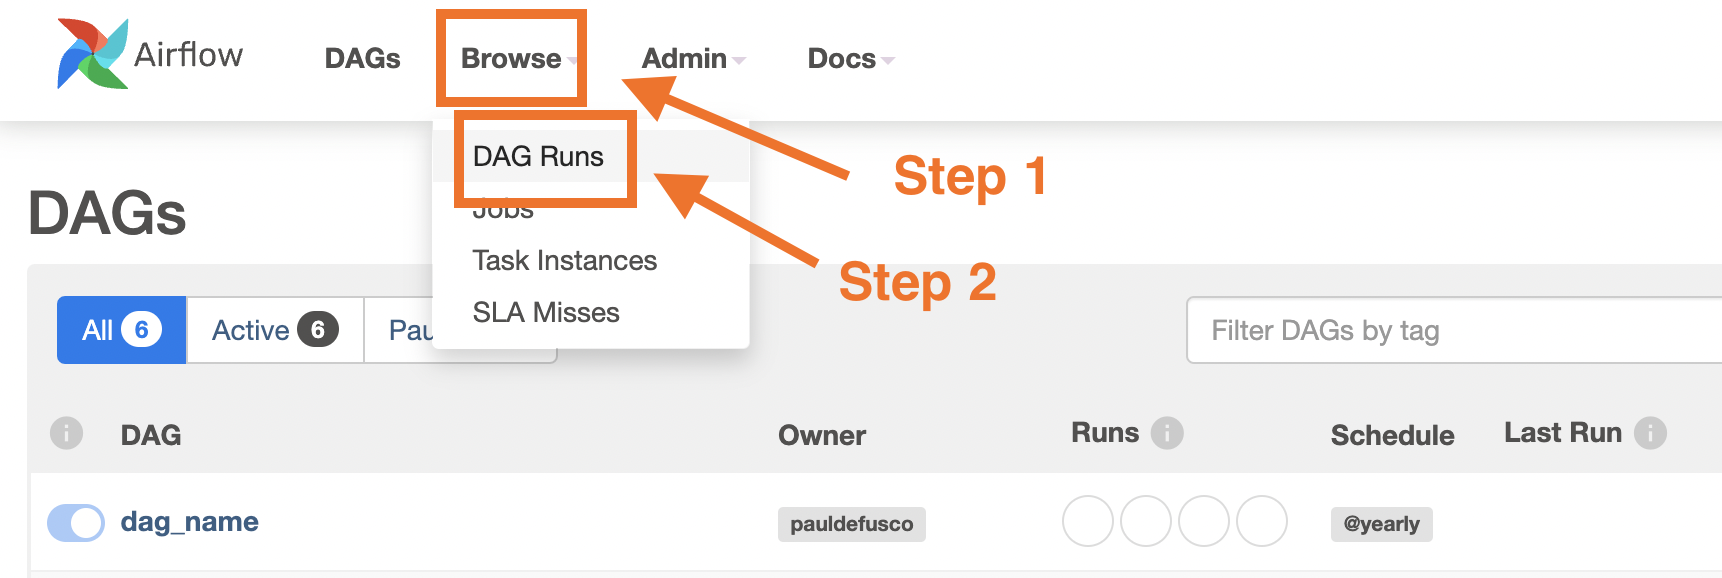 Airflow DAGs Browse Admin Docs
DAG Runs
Step 1
Jobs
DAGs
Task Instances
Step 2
SLA Misses
All 6 Active 6 Pau
Filter DAGs by tag
i DAG Owner Runs i Schedule Last Run i
dag_name pauldefusco @yearly